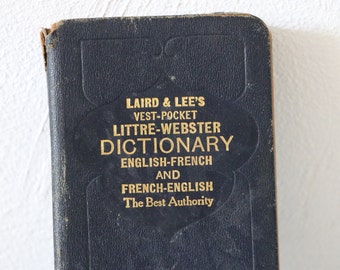 LAIRD & LEE'S
VEST-POCKET
LITTRE-WEBSTER
DICTIONARY
ENGLISH-FRENCH
AND
FRENCH-ENGLISH
The Best Authority